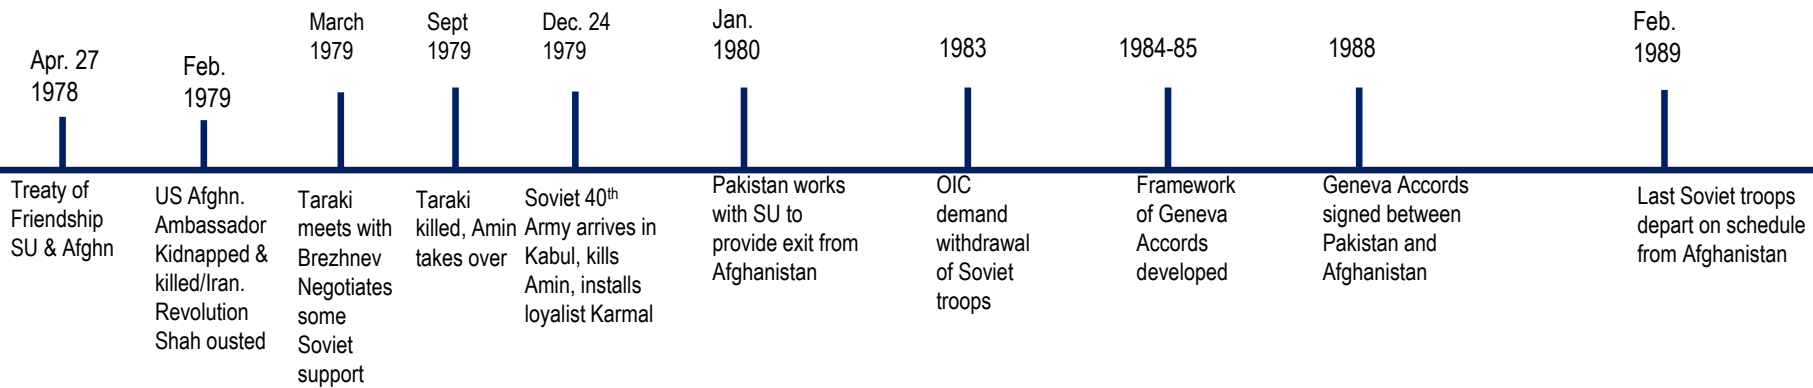 Apr. 27
1978
Treaty of
Friendship
SU & Afghn
Feb.
1979
US Afghn.
Ambassador
Kidnapped &
killed/Iran.
Revolution
Shah ousted
March
1979
Taraki
meets with
Brezhnev
Negotiates
some
Soviet
support
Sept
1979
Taraki
killed, Amin
takes over
Dec. 24
1979
Soviet 40th
Army arrives in
Kabul, kills
Amin, installs
loyalist Karmal
Jan.
1980
Pakistan works
with SU to
provide exit from
Afghanistan
1983
OIC
demand
withdrawal
of Soviet
troops
1984-85
Framework
of Geneva
Accords
developed
1988
Geneva Accords
signed between
Pakistan and
Afghanistan
Feb.
1989
Last Soviet troops
depart on schedule
from Afghanistan